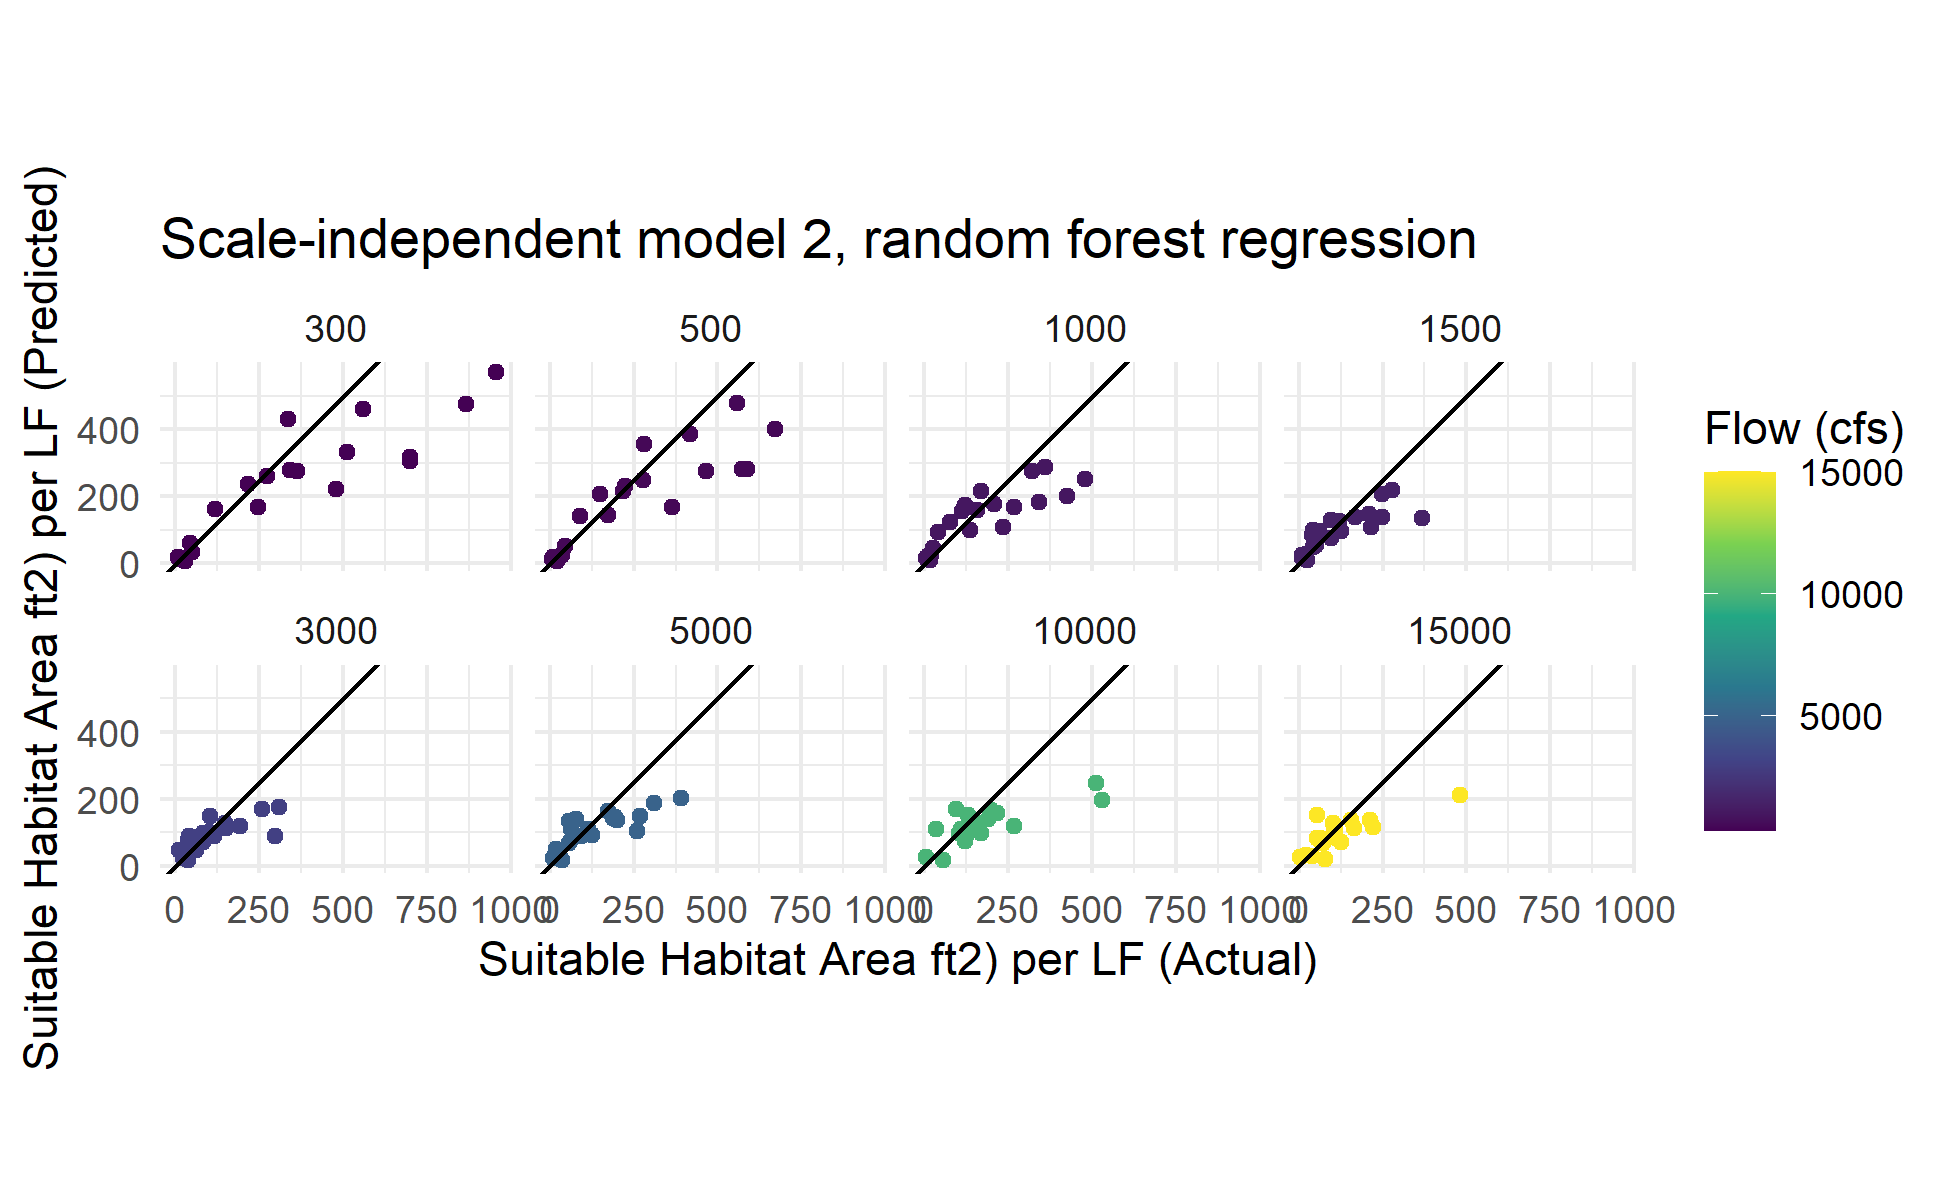 Scale-independent model 2, random forest regression
Suitable Habitat Area ft2) per LF (Predicted)
300 500 1000 1500
400
200
0
3000 5000 10000 15000
400
200
0
0 250 500 750 1000 0 250 500 750 1000 0 250 500 750 1000 0 250 500 750 1000
Suitable Habitat Area ft2) per LF (Actual)
Flow (cfs)
15000
10000
5000